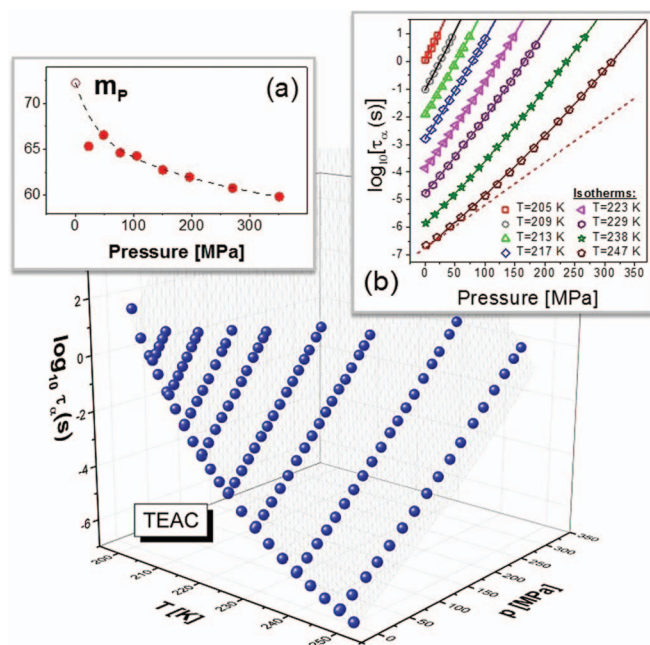 (a)
m_P
70
65
60
0
100
200
300
Pressure [MPa]
(b)
log₁₀[τα(s)]
1
0
-1
-2
-3
-4
-5
-6
-7
0 50 100 150 200 250 300 350
Pressure [MPa]
Isotherms:
T=205 K
T=209 K
T=213 K
T=217 K
T=223 K
T=229 K
T=238 K
T=247 K
log₁₀ τα(s)
2
0
-2
-4
-6
TEAC
200
210
220
230
240
250
T [K]
0
50
100
150
200
250
300
350
p [MPa]